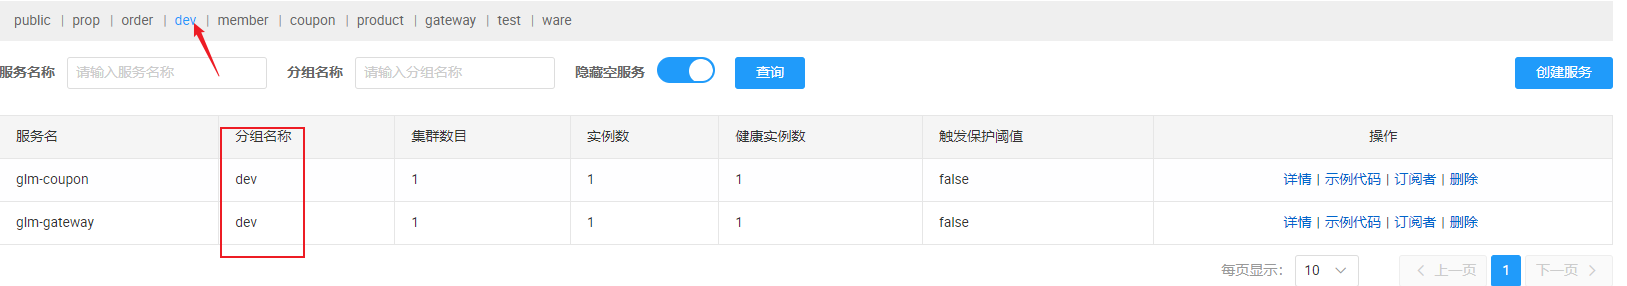 public | prop | order | dev | member | coupon | product | gateway | test | ware
服务名称 请输入服务名称 分组名称 请输入分组名称 隐藏空服务 查询 创建服务
服务名 分组名称 集群数目 实例数 健康实例数 触发保护阈值 操作
glm-coupon dev 1 1 1 false 详情 | 示例代码 | 订阅者 | 删除
glm-gateway dev 1 1 1 false 详情 | 示例代码 | 订阅者 | 删除
每页显示: 10 上一页 1 下一页